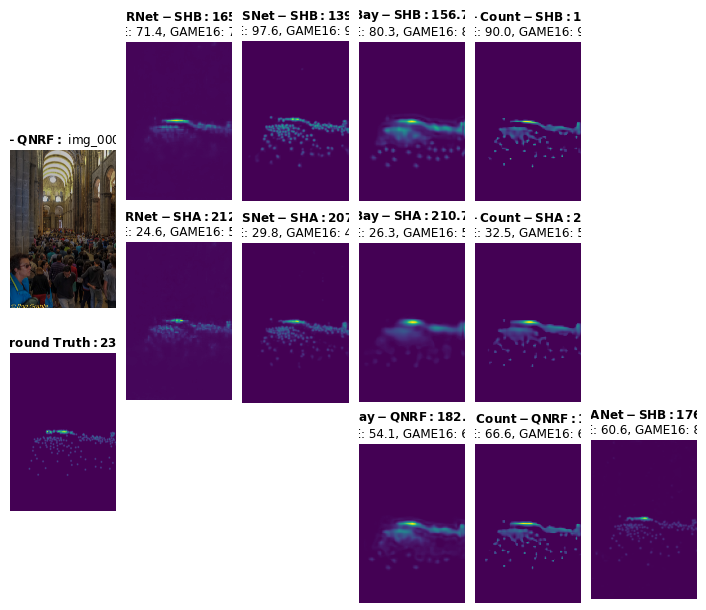 RNet−SHB: 165
E: 71.4, GAME16: 7
SNet−SHB: 139
E: 97.6, GAME16: 9
Bay−SHB: 156.7
E: 80.3, GAME16: 8
-Count−SHB: 1
E: 90.0, GAME16: 9
- QNRF: img_000
RNet−SHA: 212
E: 24.6, GAME16: 5
SNet−SHA: 207
E: 29.8, GAME16: 4
Bay−SHA: 210.7
E: 26.3, GAME16: 5
-Count−SHA: 2
E: 32.5, GAME16: 5
round Truth: 23
ay−QNRF: 182.
E: 54.1, GAME16: 6
Count−QNRF: 1
E: 66.6, GAME16: 6
ANet−SHB: 176
E: 60.6, GAME16: 8